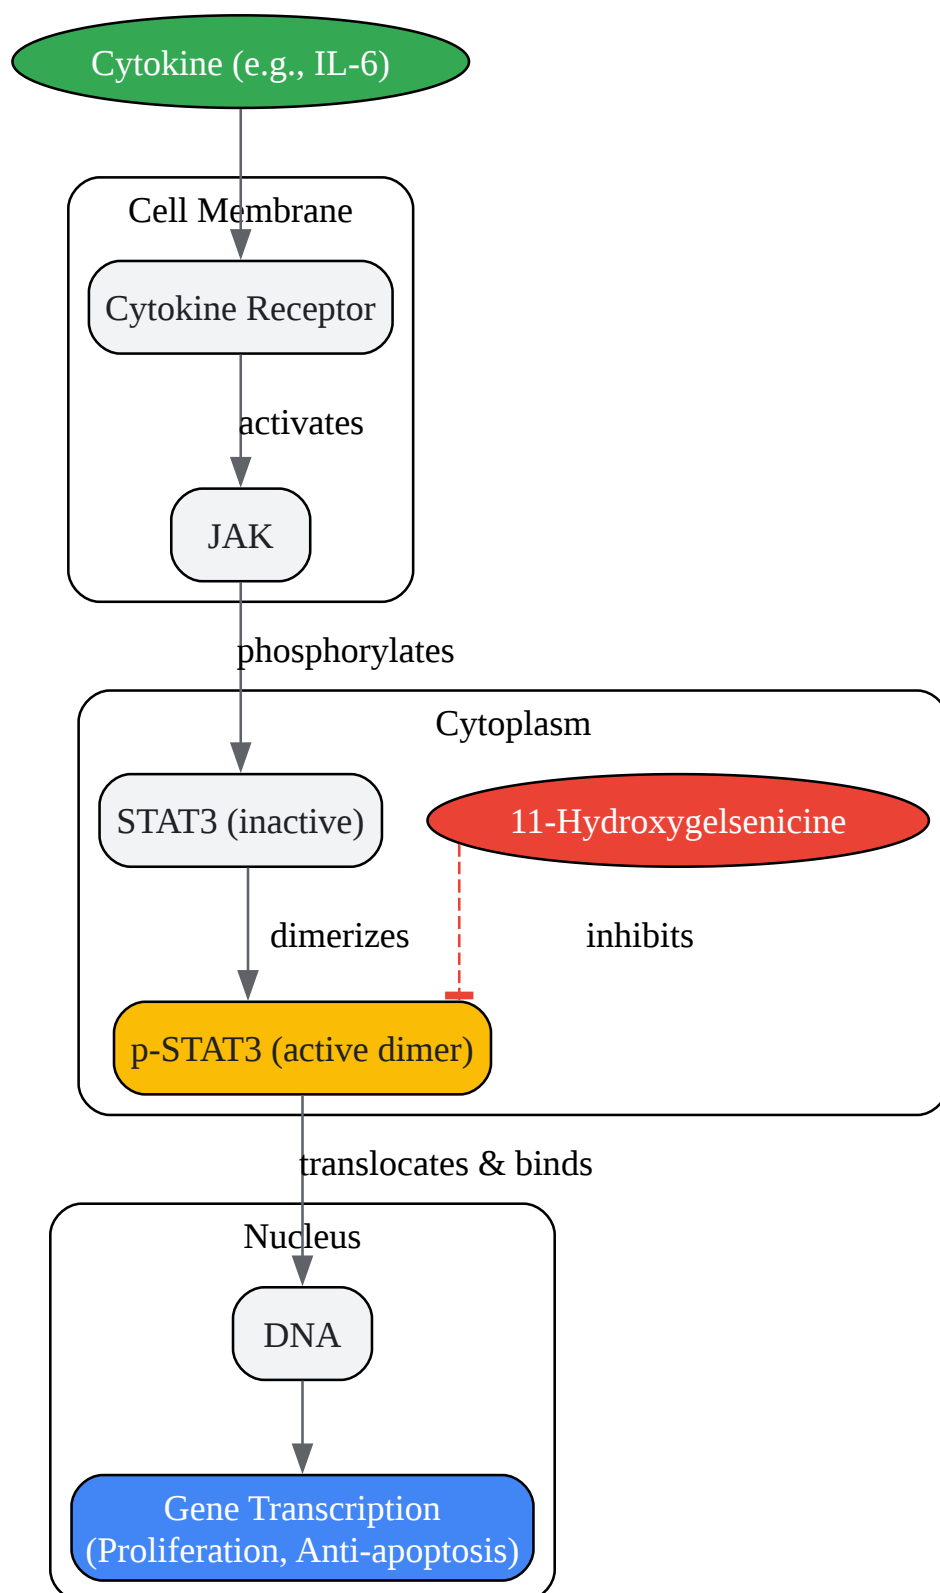 Cytokine (e.g., IL-6)
Cell Membrane
Cytokine Receptor
activates
JAK
phosphorylates
Cytoplasm
STAT3 (inactive)
11-Hydroxygelsenicine
dimerizes
inhibits
p-STAT3 (active dimer)
translocates & binds
Nucleus
DNA
Gene Transcription
(Proliferation, Anti-apoptosis)